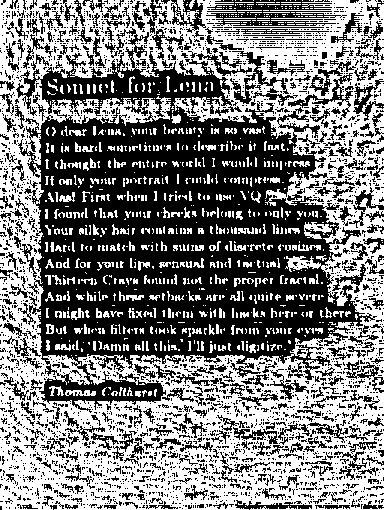 Sonnet for Lena
O dear Lena, your beauty is so vast
It is hard sometimes to describe it fast.
I thought the entire world I would impress
If only your portrait I could compress.
Alas! First when I tried to use VQ
I found that your cheeks belong to only you.
Your silky hair contains a thousand lines
Hard to match with sums of discrete cosines.
And for your lips, sensual and tactual
Thirteen Crays found not the proper fractal.
And while these setbacks are all quite severe
I might have fixed them with hacks here or there
But when filters took sparkle from your eyes
I said, 'Damn all this. I'll just digitize.'
Thomas Colthurst